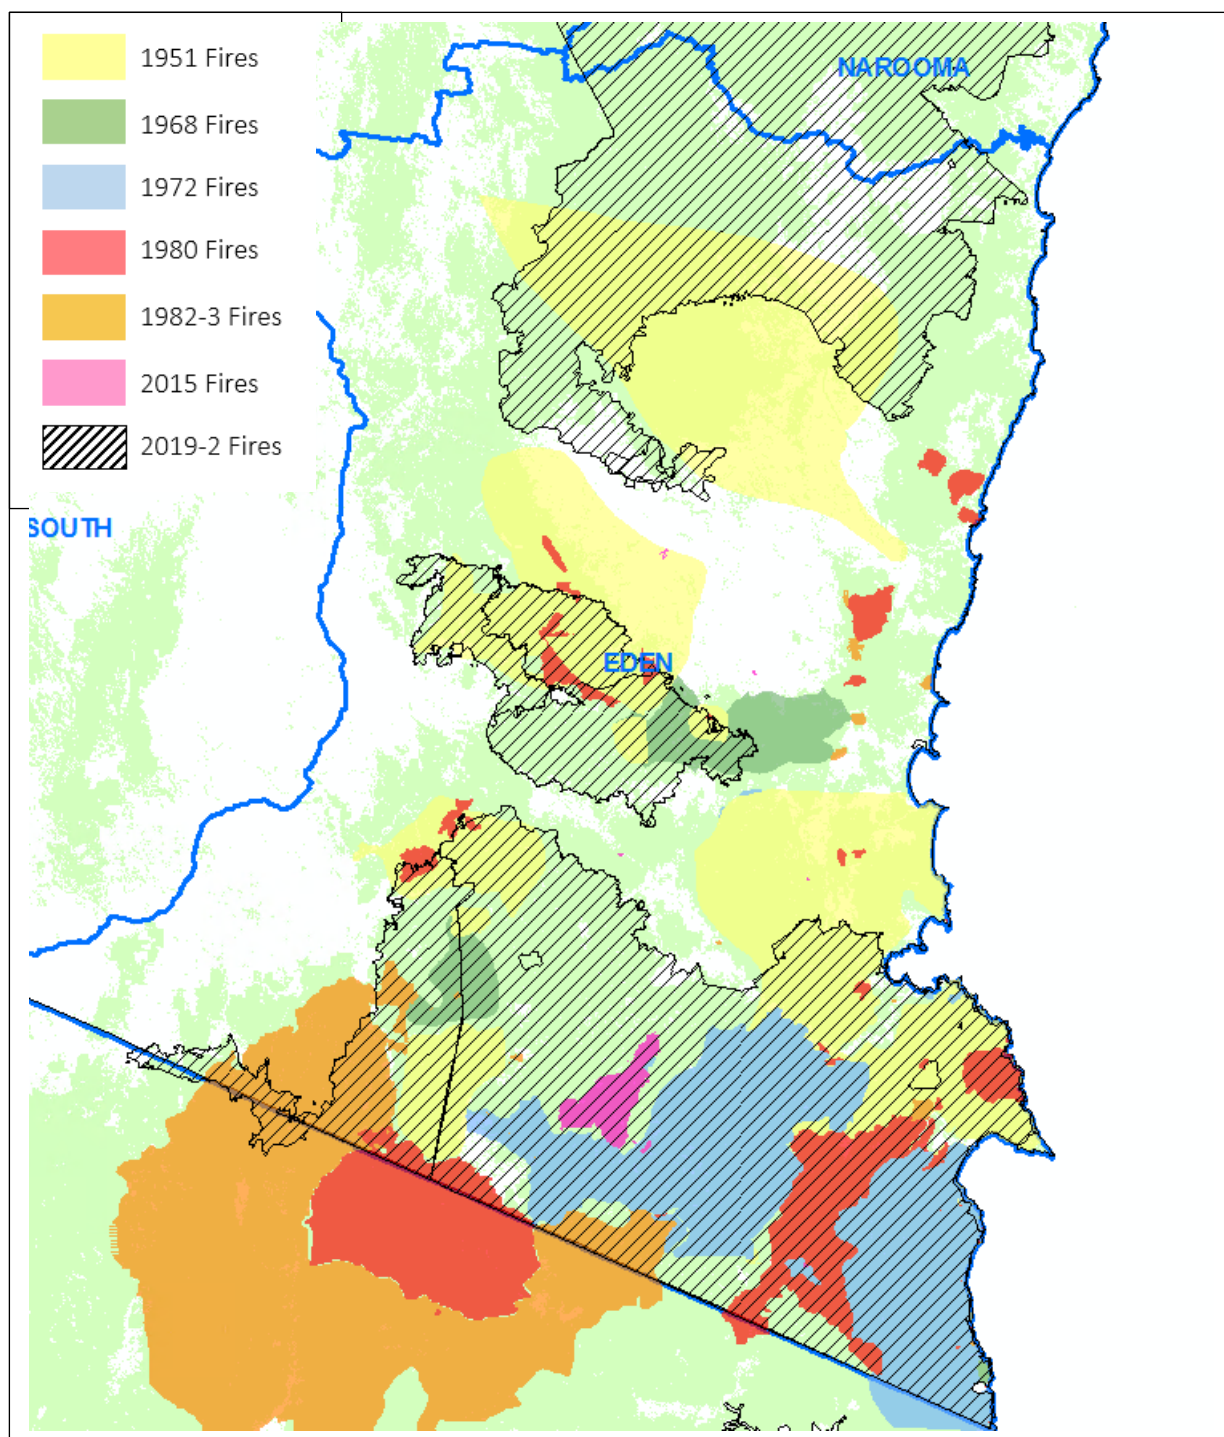 1951 Fires
1968 Fires
1972 Fires
1980 Fires
1982-3 Fires
2015 Fires
2019-2 Fires
NAROOMA
SOUTH
EDEN